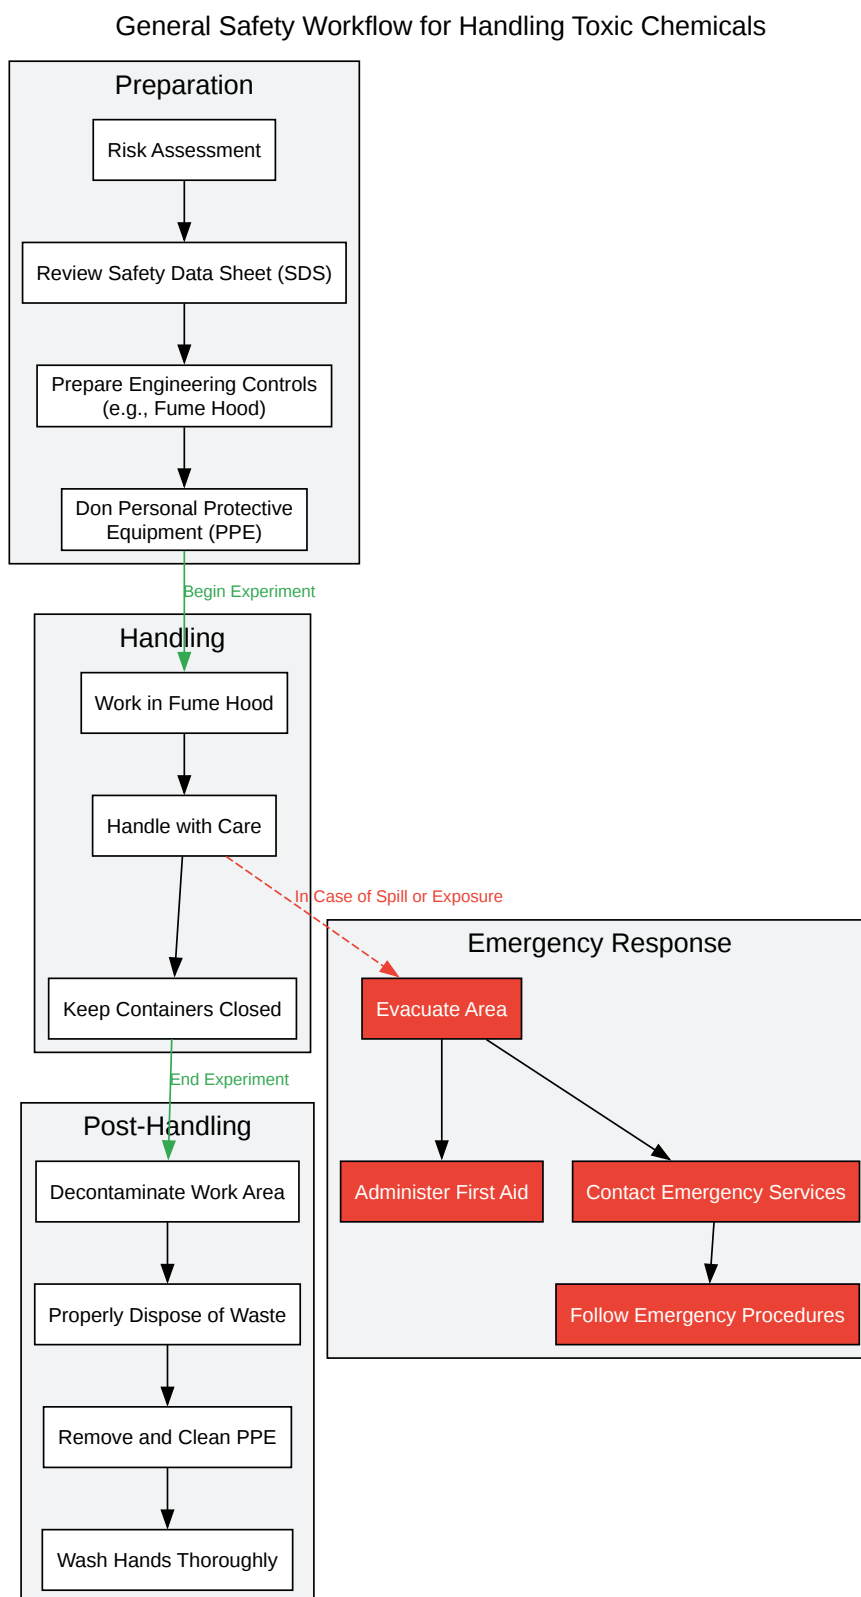 General Safety Workflow for Handling Toxic Chemicals
Preparation
Risk Assessment
Review Safety Data Sheet (SDS)
Prepare Engineering Controls
(e.g., Fume Hood)
Don Personal Protective
Equipment (PPE)
Begin Experiment
Handling
Work in Fume Hood
Handle with Care
In Case of Spill or Exposure
Keep Containers Closed
Emergency Response
Evacuate Area
Administer First Aid
Contact Emergency Services
Follow Emergency Procedures
End Experiment
Post-Handling
Decontaminate Work Area
Properly Dispose of Waste
Remove and Clean PPE
Wash Hands Thoroughly